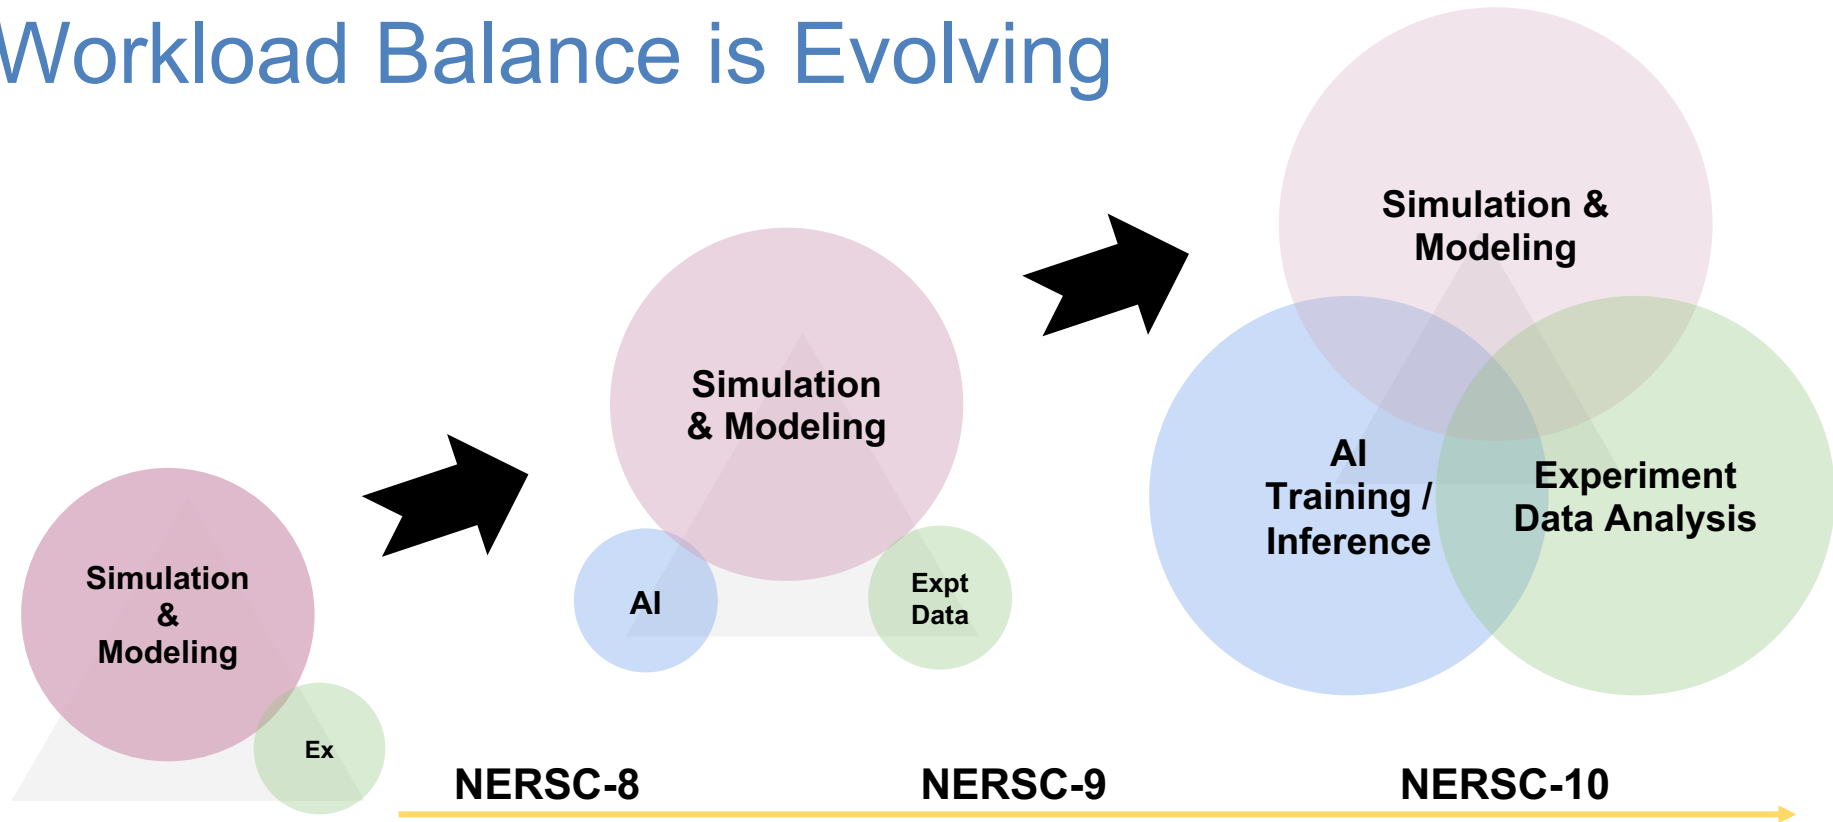 Workload Balance is Evolving
Simulation
&
Modeling
Ex
Simulation
& Modeling
AI
Expt
Data
Simulation &
Modeling
AI
Training /
Inference
Experiment
Data Analysis
NERSC-8
NERSC-9
NERSC-10